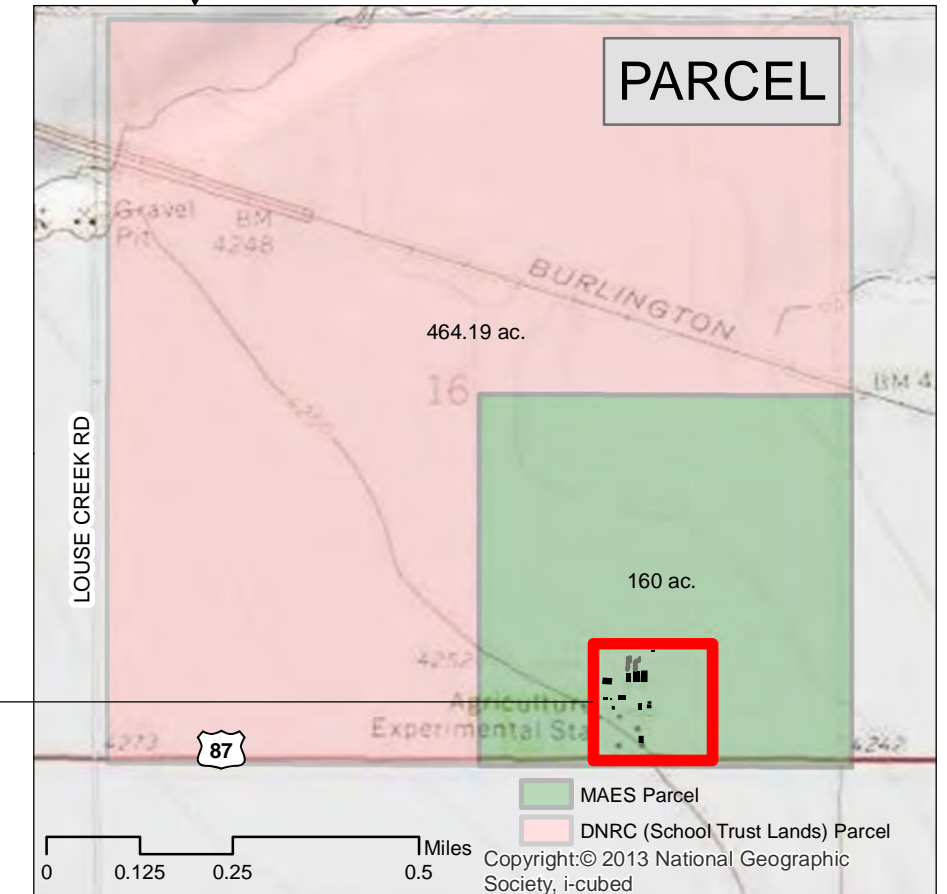 PARCEL
Gravel
Pit
BM
4248
BURLINGTON
464.19 ac.
16
BM 4
LOUSE CREEK RD
160 ac.
4252
Agriculture
Experimental Sta
4273
87
4242
MAES Parcel
DNRC (School Trust Lands) Parcel
Miles
0 0.125 0.25 0.5
Copyright:© 2013 National Geographic
Society, i-cubed